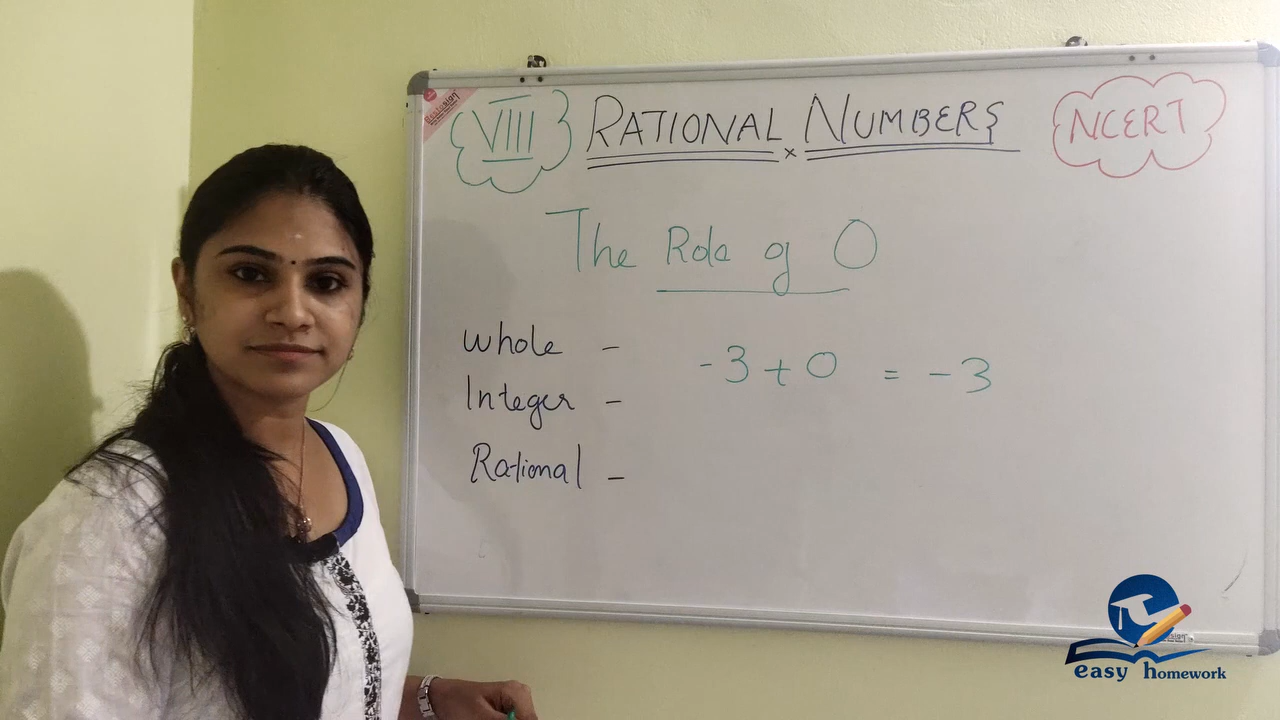 VIII RATIONAL NUMBERS NCERT
The Role of 0
whole -
-3 + 0 = -3
Integer -
Rational -
easy homework